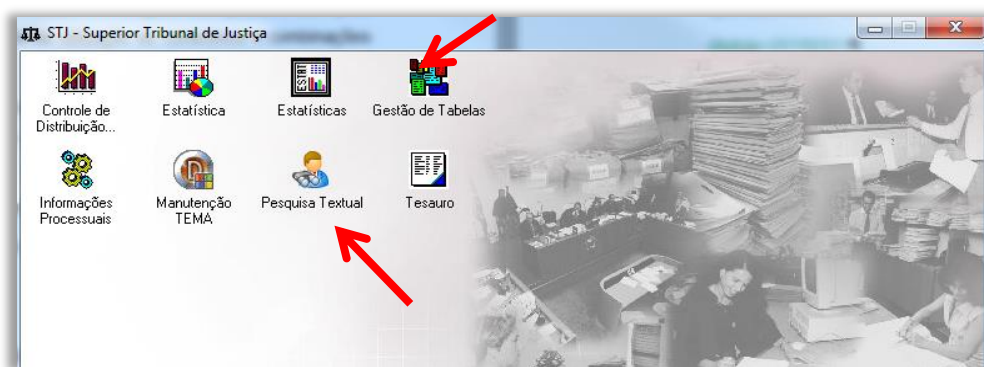 STJ - Superior Tribunal de Justiça
Controle de
Distribuição...
Estatística
Estatísticas
Gestão de Tabelas
Informações
Processuais
Manutenção
TEMA
Pesquisa Textual
Tesauro